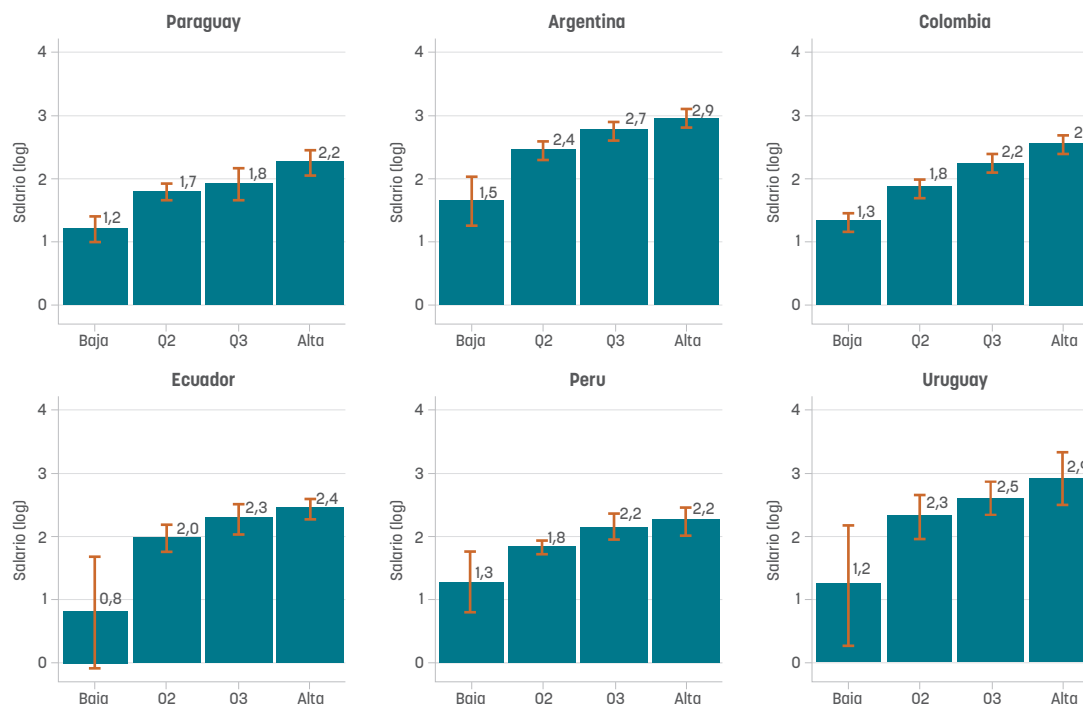 Paraguay
4
3
2
1
0
Salario (log)
1,2
1,7
1,8
2,2
Baja Q2 Q3 Alta
Argentina
4
3
2
1
0
Salario (log)
1,5
2,4
2,7
2,9
Baja Q2 Q3 Alta
Colombia
4
3
2
1
0
Salario (log)
1,3
1,8
2,2
Baja Q2 Q3 Alta
Ecuador
4
3
2
1
0
Salario (log)
0,8
2,0
2,3
2,4
Baja Q2 Q3 Alta
Peru
4
3
2
1
0
Salario (log)
1,3
1,8
2,2
2,2
Baja Q2 Q3 Alta
Uruguay
4
3
2
1
0
Salario (log)
1,2
2,3
2,5
2,9
Baja Q2 Q3 Alta